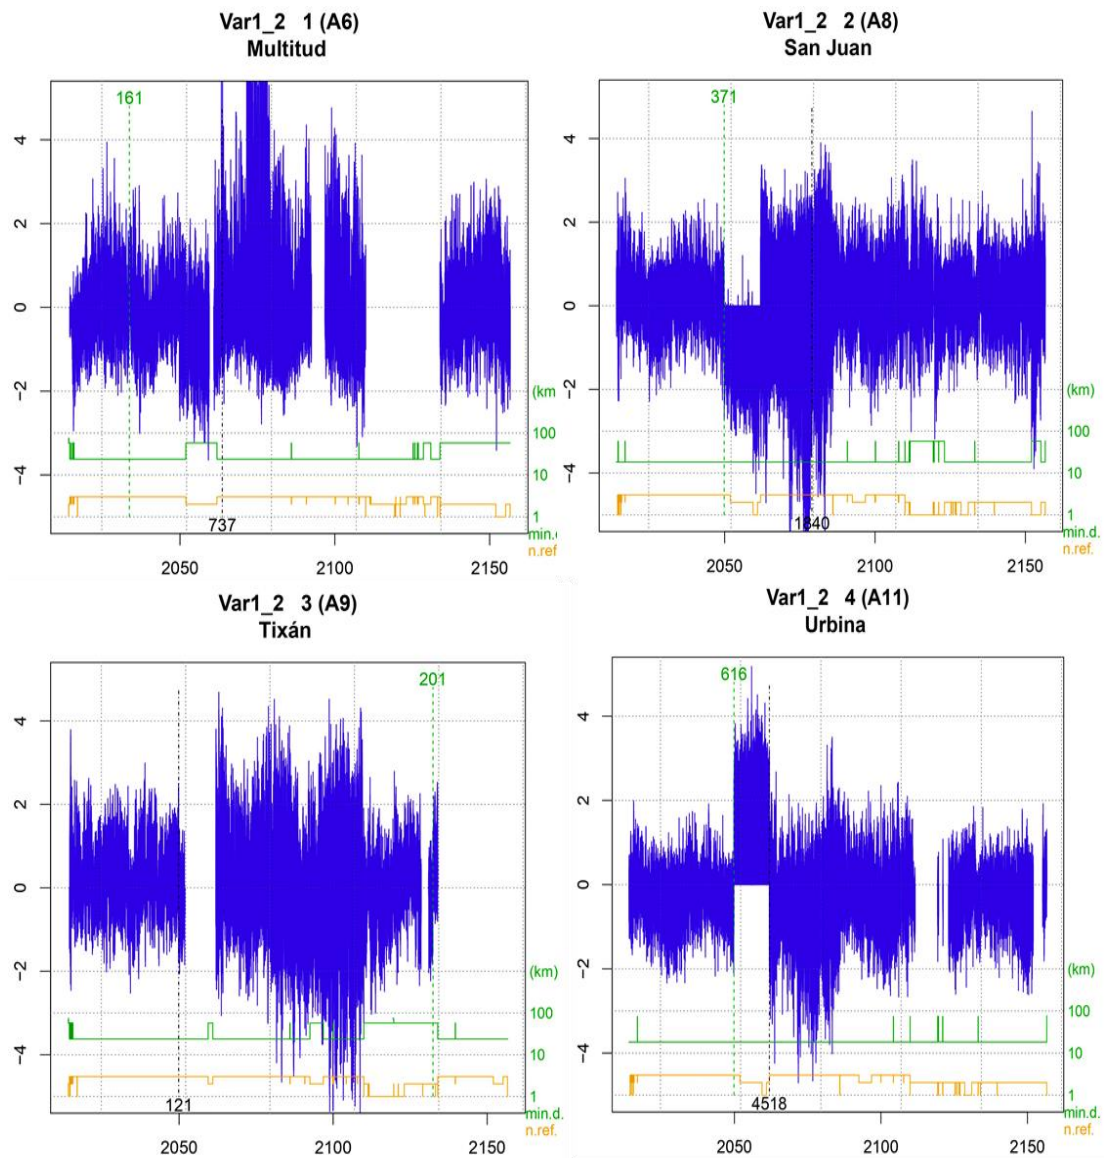 Var1_2 1 (A6)
Multitud
161
4
2
0
−2
−4
(km
100
10
1
min.
n.ref
737
2050 2100 2150
Var1_2 2 (A8)
San Juan
371
4
2
0
−2
−4
(km)
100
10
1
min.d.
n.ref.
1840
2050 2100 2150
Var1_2 3 (A9)
Tixán
201
4
2
0
−2
−4
(km)
100
10
1
min.d.
n.ref.
121
2050 2100 2150
Var1_2 4 (A11)
Urbina
616
4
2
0
−2
−4
(km)
100
10
1
min.d.
n.ref.
4518
2050 2100 2150